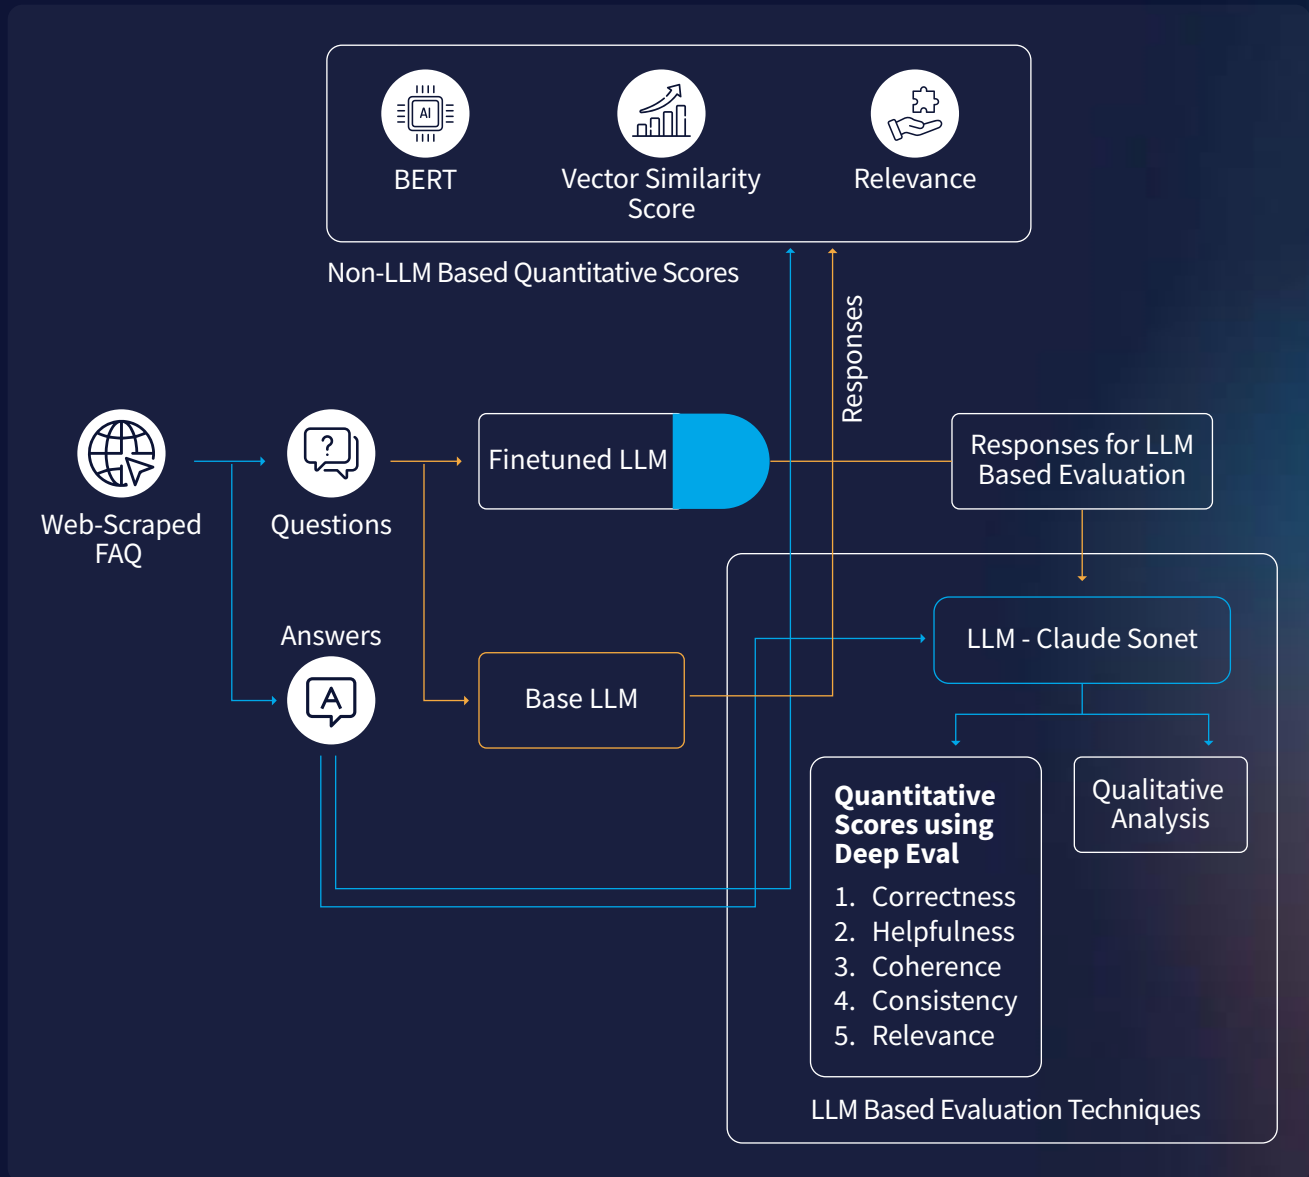 AI
BERT
Vector Similarity
Score
Relevance
Non-LLM Based Quantitative Scores
Responses
Web-Scraped
FAQ
?
Questions
Finetuned LLM
Responses for LLM
Based Evaluation
Answers
A
Base LLM
LLM - Claude Sonet
Quantitative
Scores using
Deep Eval
1. Correctness
2. Helpfulness
3. Coherence
4. Consistency
5. Relevance
Qualitative
Analysis
LLM Based Evaluation Techniques